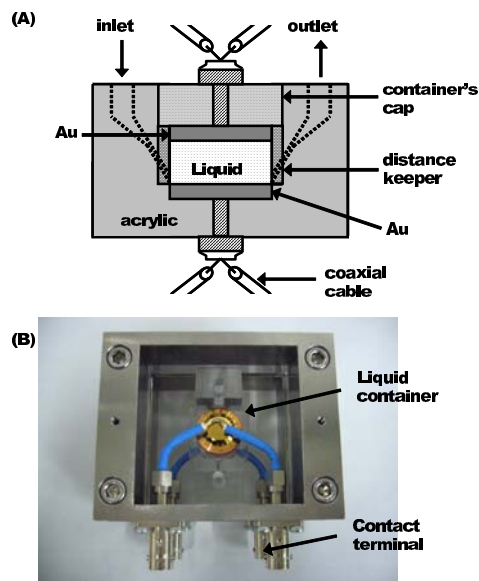 (A)
inlet
outlet
container's
cap
Au
Liquid
distance
keeper
acrylic
Au
coaxial
cable
(B)
Liquid
container
Contact
terminal